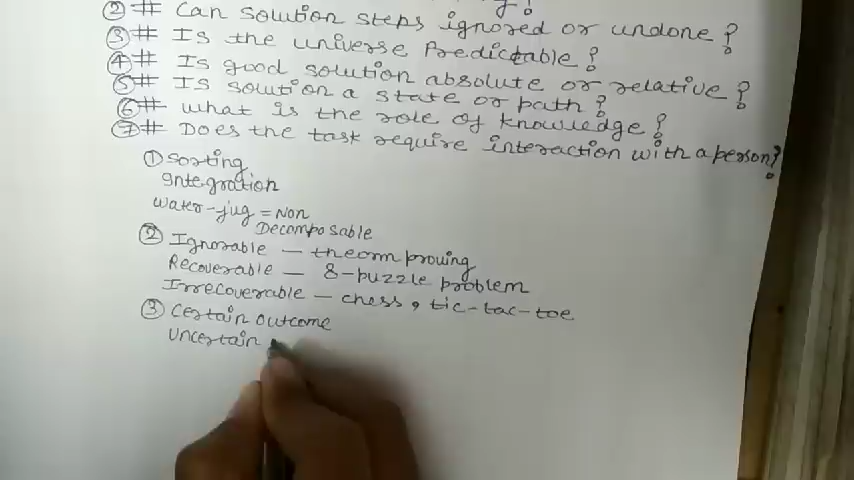 ② # Can solution steps ignored or undone?
③ # Is the universe Predictable?
④ # Is good solution absolute or relative?
⑤ # Is solution a state or path?
⑥ # what is the role of knowledge?
⑦ # Does the task require interaction with a person?
① Sorting
Integration
Water-jug = Non
Decomposable
② Ignorable — theorm proving
Recoverable — 8-puzzle problem
Irrecoverable — chess, tic-tac-toe
③ Certain outcome
Uncertain